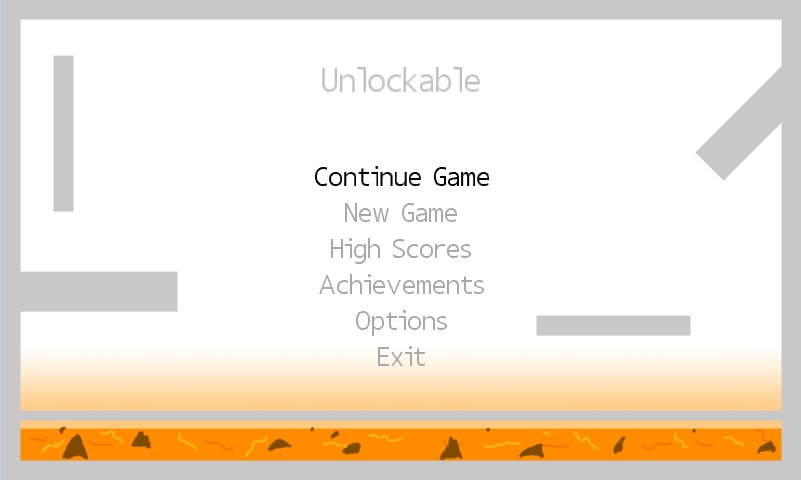 Unlockable
Continue Game
New Game
High Scores
Achievements
Options
Exit